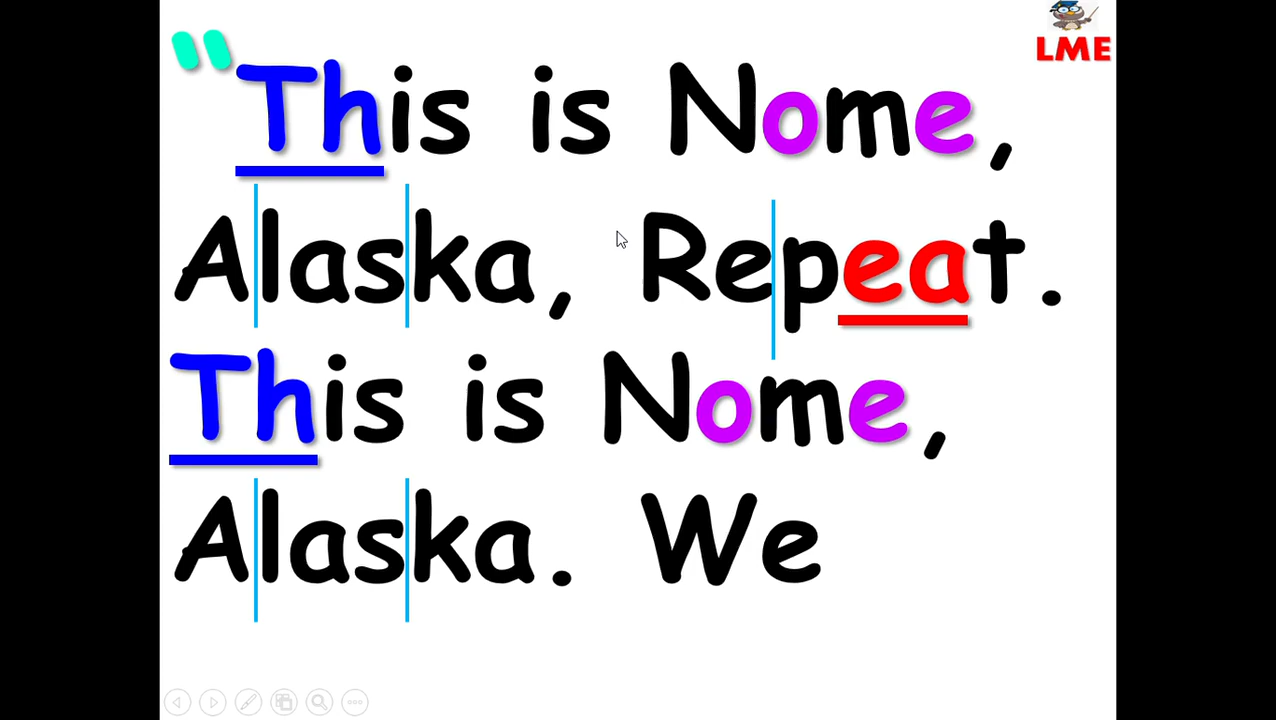 LME
“This is Nome,
Alaska, Repeat.
This is Nome,
Alaska. We